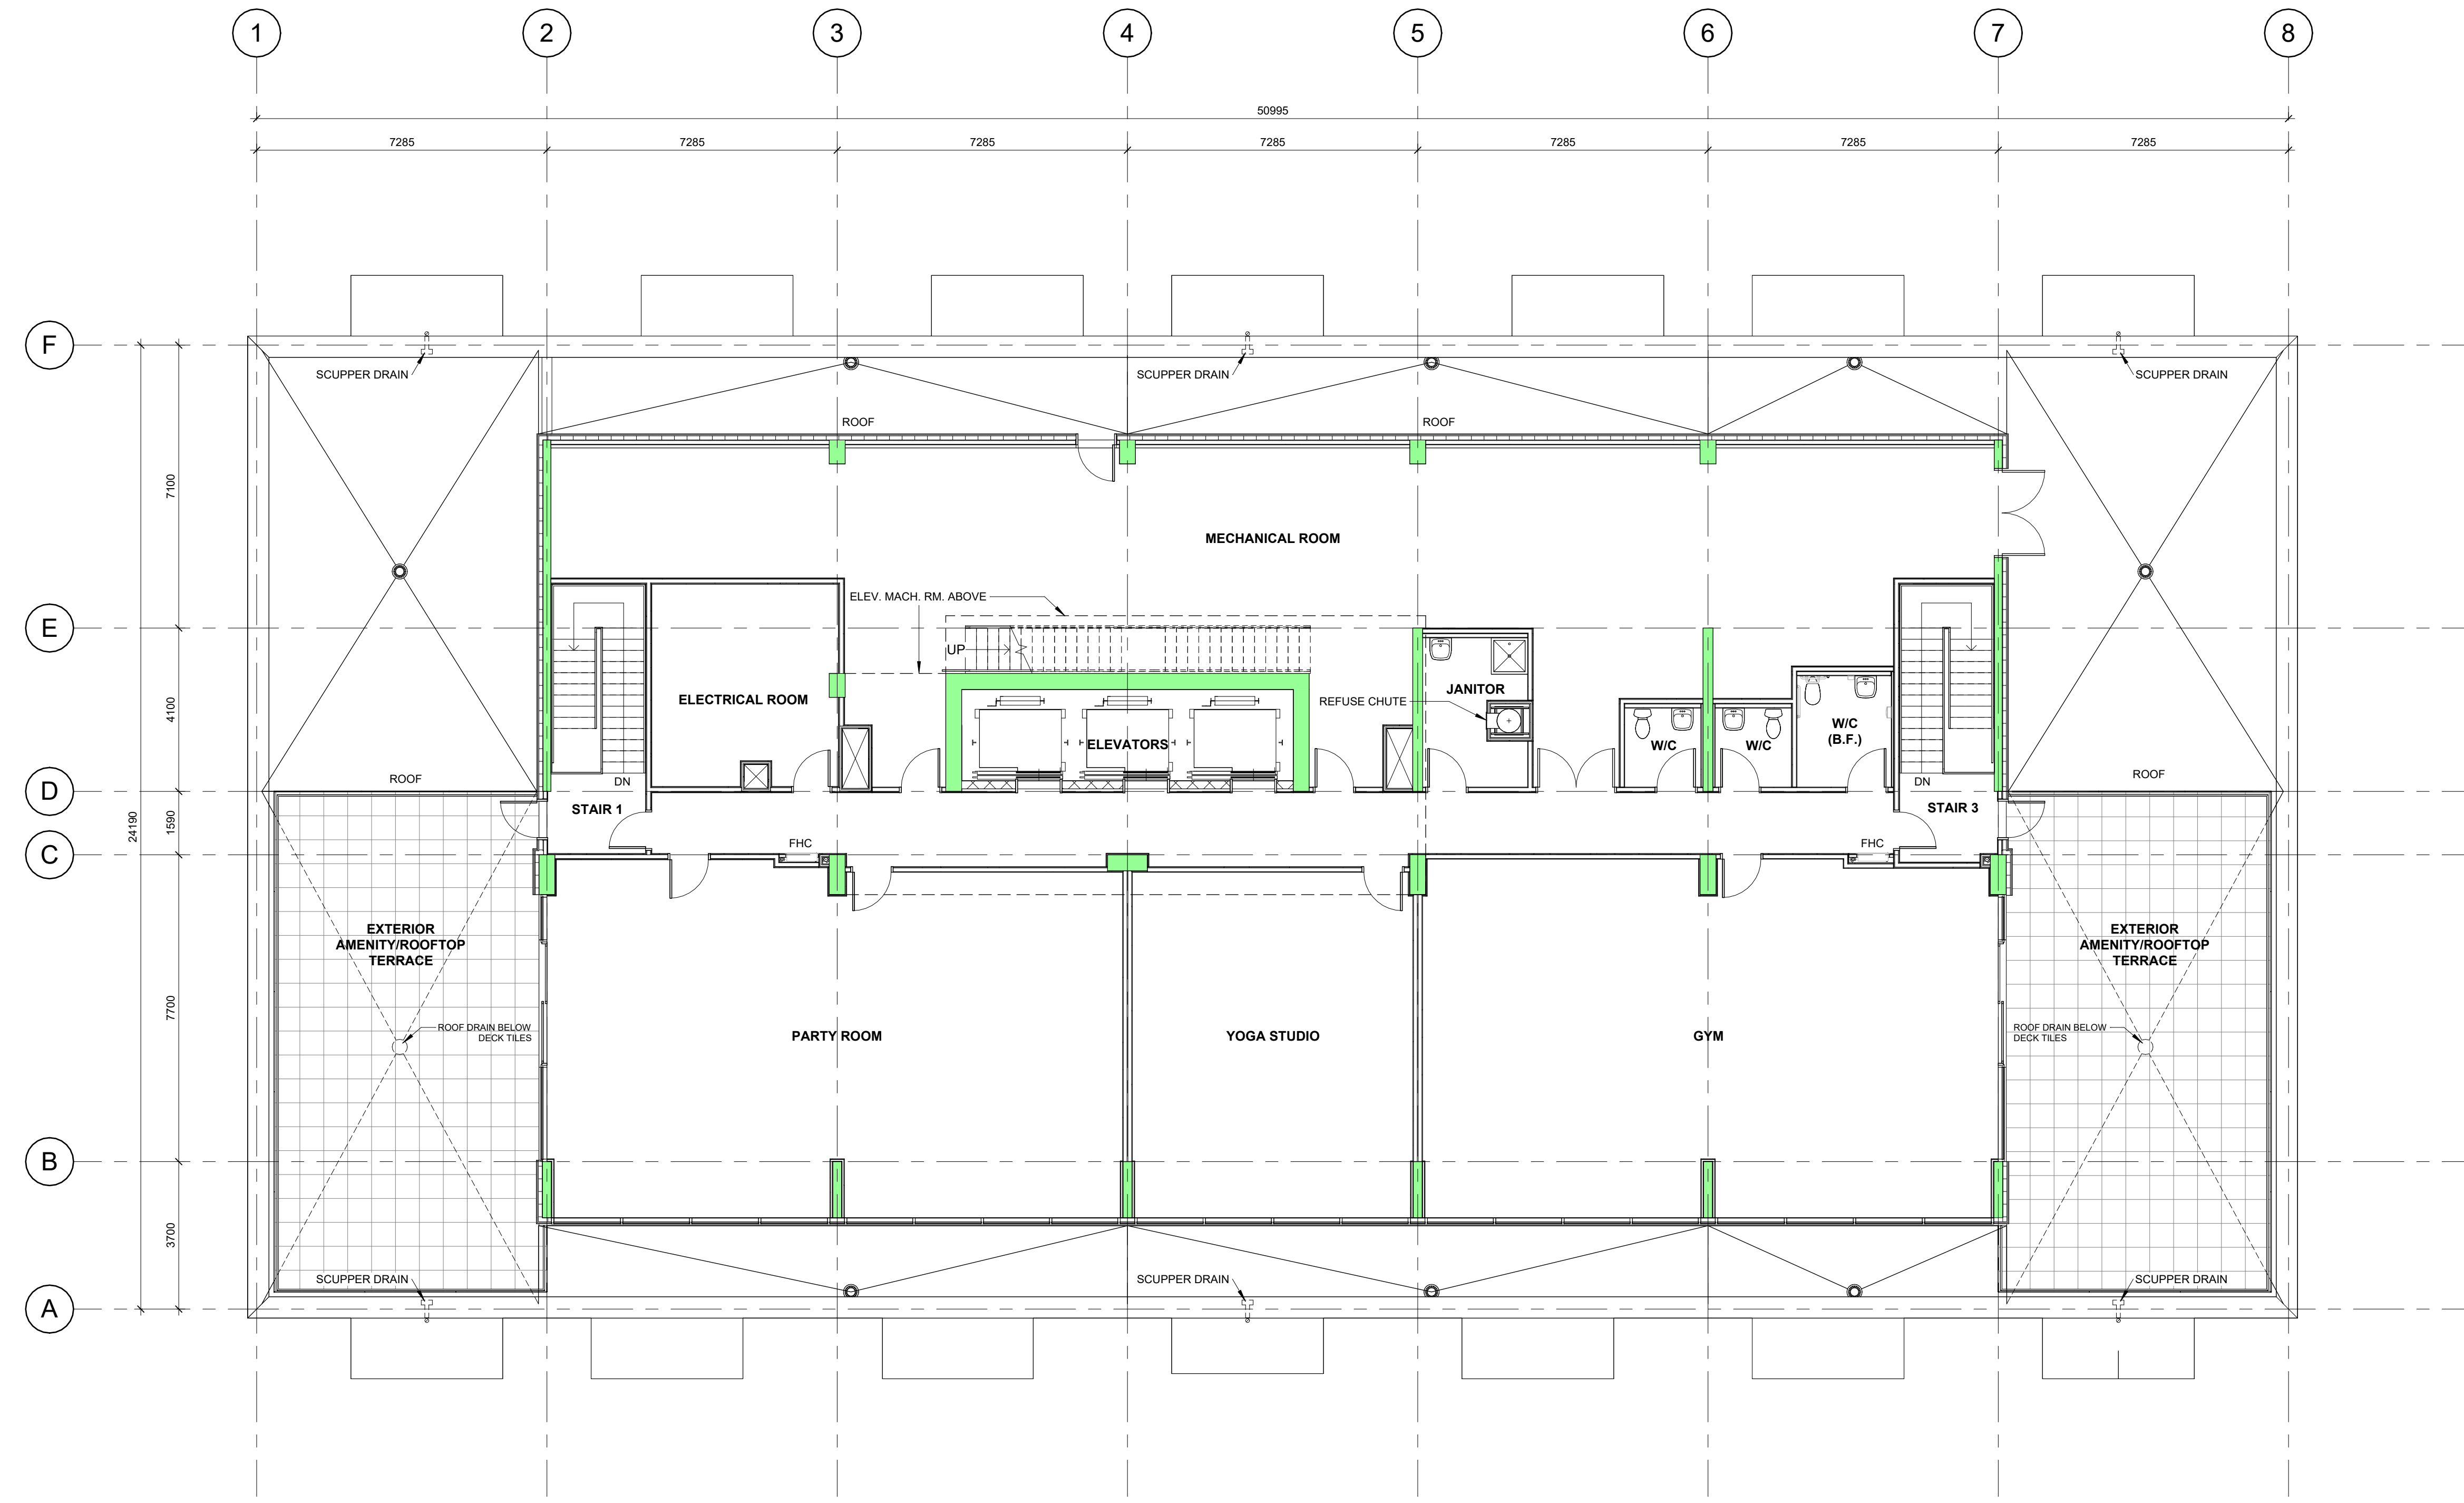 1 2 3 4 5 6 7 8
50995
7285 7285 7285 7285 7285 7285 7285
F
SCUPPER DRAIN SCUPPER DRAIN SCUPPER DRAIN
ROOF ROOF
7100
MECHANICAL ROOM
ELEV. MACH. RM. ABOVE
E
UP
JANITOR
ELECTRICAL ROOM
REFUSE CHUTE
4100
W/C
(B.F.)
ELEVATORS
W/C W/C
ROOF
DN
DN
ROOF
D
STAIR 1
STAIR 3
24190
1590
FHC
FHC
C
EXTERIOR
AMENITY/ROOFTOP
TERRACE
EXTERIOR
AMENITY/ROOFTOP
TERRACE
7700
ROOF DRAIN BELOW
DECK TILES
PARTY ROOM
YOGA STUDIO
GYM
ROOF DRAIN BELOW
DECK TILES
B
3700
SCUPPER DRAIN SCUPPER DRAIN SCUPPER DRAIN
A